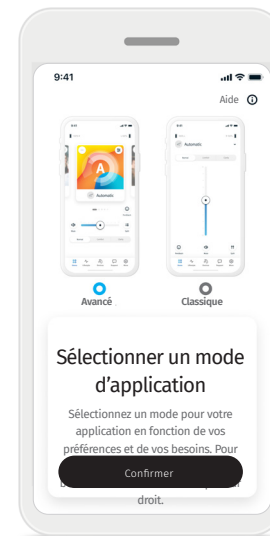 9:41
Aide
Automatic
Automatic
A
Avancé
Classique
Sélectionner un mode
d’application
Sélectionnez un mode pour votre
application en fonction de vos
préférences et de vos besoins. Pour
Confirmer
droit.